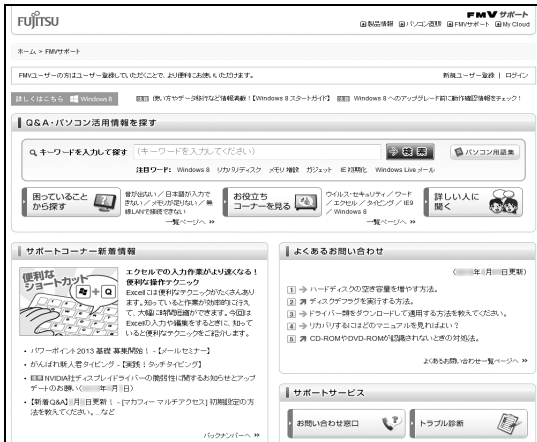 FUJITSU
FMV サポート
製品情報 パソコン直販 FMVサポート My Cloud
ホーム > FMVサポート
FMVユーザーの方はユーザー登録していただくことで、より便利にお使いいただけます。
新規ユーザー登録 | ログイン
詳しくはこちら Windows 8
注目 使い方やデータ移行など情報満載！【Windows 8 スタートガイド】 注目 Windows 8 へのアップグレード前に動作確認情報をチェック！
Q&A・パソコン活用情報を探す
キーワードを入力して探す
(キーワードを入力してください)
検索
パソコン用語集
注目ワード： Windows 8 リカバリディスク メモリ増設 ガジェット IE初期化 Windows Live メール
困っていること
から探す
音が出ない / 日本語が入力で
きない / メモリが足りない / 無
線LANで接続できない
一覧ページへ »
お役立ち
コーナーを見る
ウイルス・セキュリティ / ワード
/ エクセル / タイピング / IE9
/ Windows 8
一覧ページへ »
詳しい人に
聞く
サポートコーナー新着情報
便利な
ショートカット
+ Q
エクセルでの入力作業がより速くなる！
便利な操作テクニック
Excelには便利なテクニックがたくさんあり
ます。知っていると作業が効率的に行え
て、大幅に時間短縮ができます。今回は
Excelの入力や編集をするときに、知って
いると便利なテクニックをご紹介します。
・パワーポイント2013 基礎 募集開始！ -【メールセミナー】
・がんばれ新人君タイピング -【実践！タッチタイピング】
・NVIDIA社ディスプレイドライバーの脆弱性に関するお知らせとアップ
デートのお願い( 年 月 日)
・【新着Q&A】 月 日更新！ - [マカフィー マルチアクセス] 初期設定の方
法を教えてください。...など
バックナンバーへ »
よくあるお問い合わせ
( 年 月 日更新)
1 ハードディスクの空き容量を増やす方法。
2 ディスクデフラグを実行する方法。
3 ドライバー類をダウンロードして適用する方法を教えてください。
4 リカバリするにはどのマニュアルを見ればよい？
5 CD-ROMやDVD-ROMが認識されないときの対処法。
よくあるお問い合わせ一覧ページへ »
サポートサービス
お問い合わせ窓口
トラブル診断